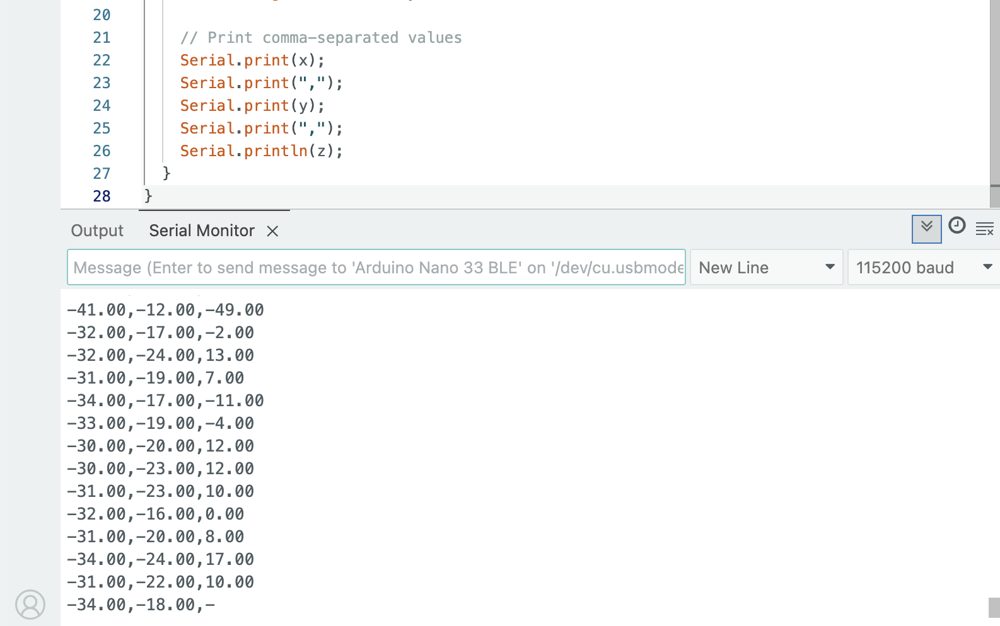 20
21 // Print comma-separated values
22 Serial.print(x);
23 Serial.print(",");
24 Serial.print(y);
25 Serial.print(",");
26 Serial.println(z);
27 }
28 }
Output Serial Monitor
Message (Enter to send message to 'Arduino Nano 33 BLE' on '/dev/cu.usbmode New Line 115200 baud
-41.00,-12.00,-49.00
-32.00,-17.00,-2.00
-32.00,-24.00,13.00
-31.00,-19.00,7.00
-34.00,-17.00,-11.00
-33.00,-19.00,-4.00
-30.00,-20.00,12.00
-30.00,-23.00,12.00
-31.00,-23.00,10.00
-32.00,-16.00,0.00
-31.00,-20.00,8.00
-34.00,-24.00,17.00
-31.00,-22.00,10.00
-34.00,-18.00,-